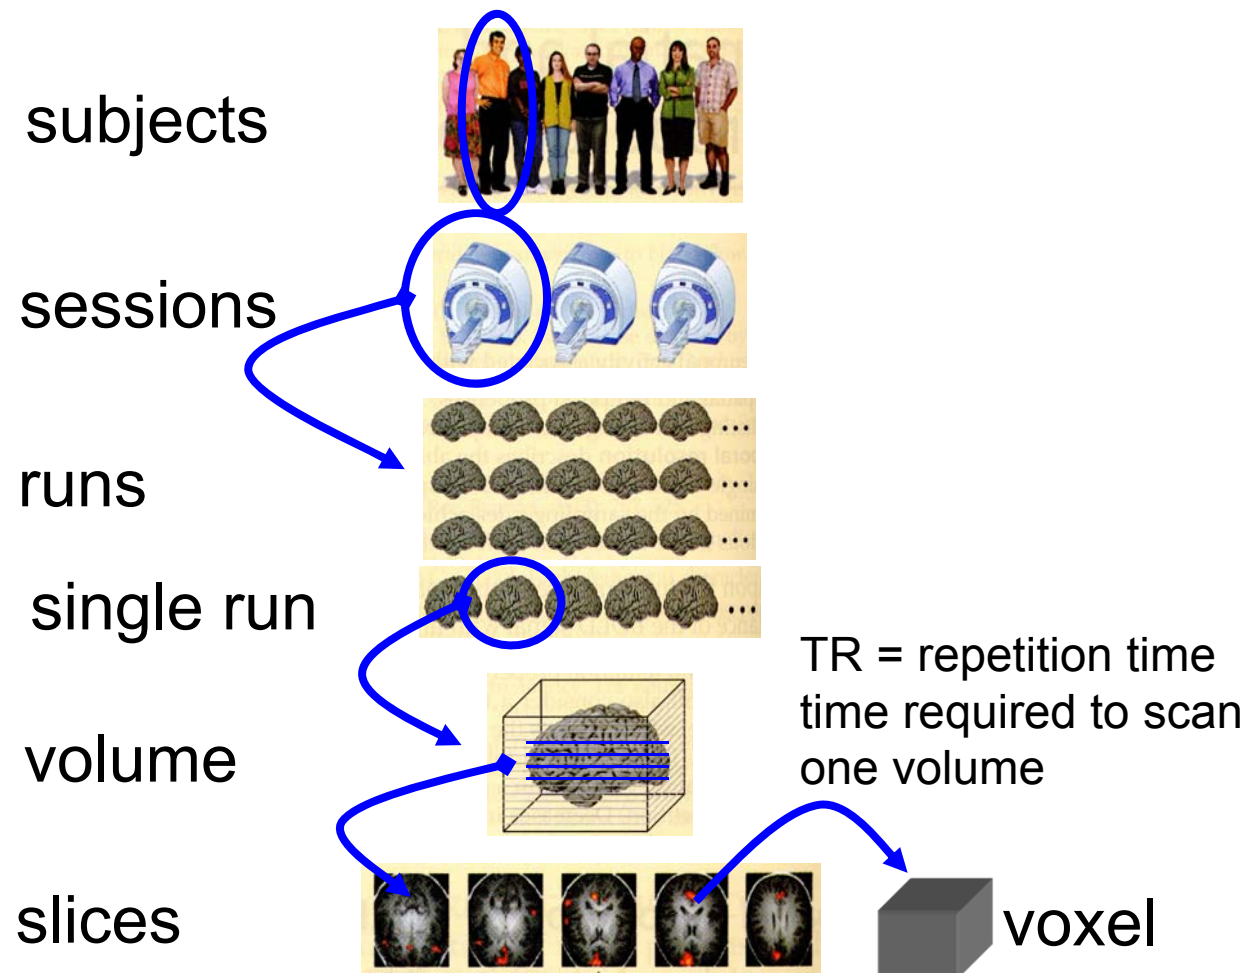 subjects
sessions
runs
single run
TR = repetition time
time required to scan
one volume
volume
slices
voxel